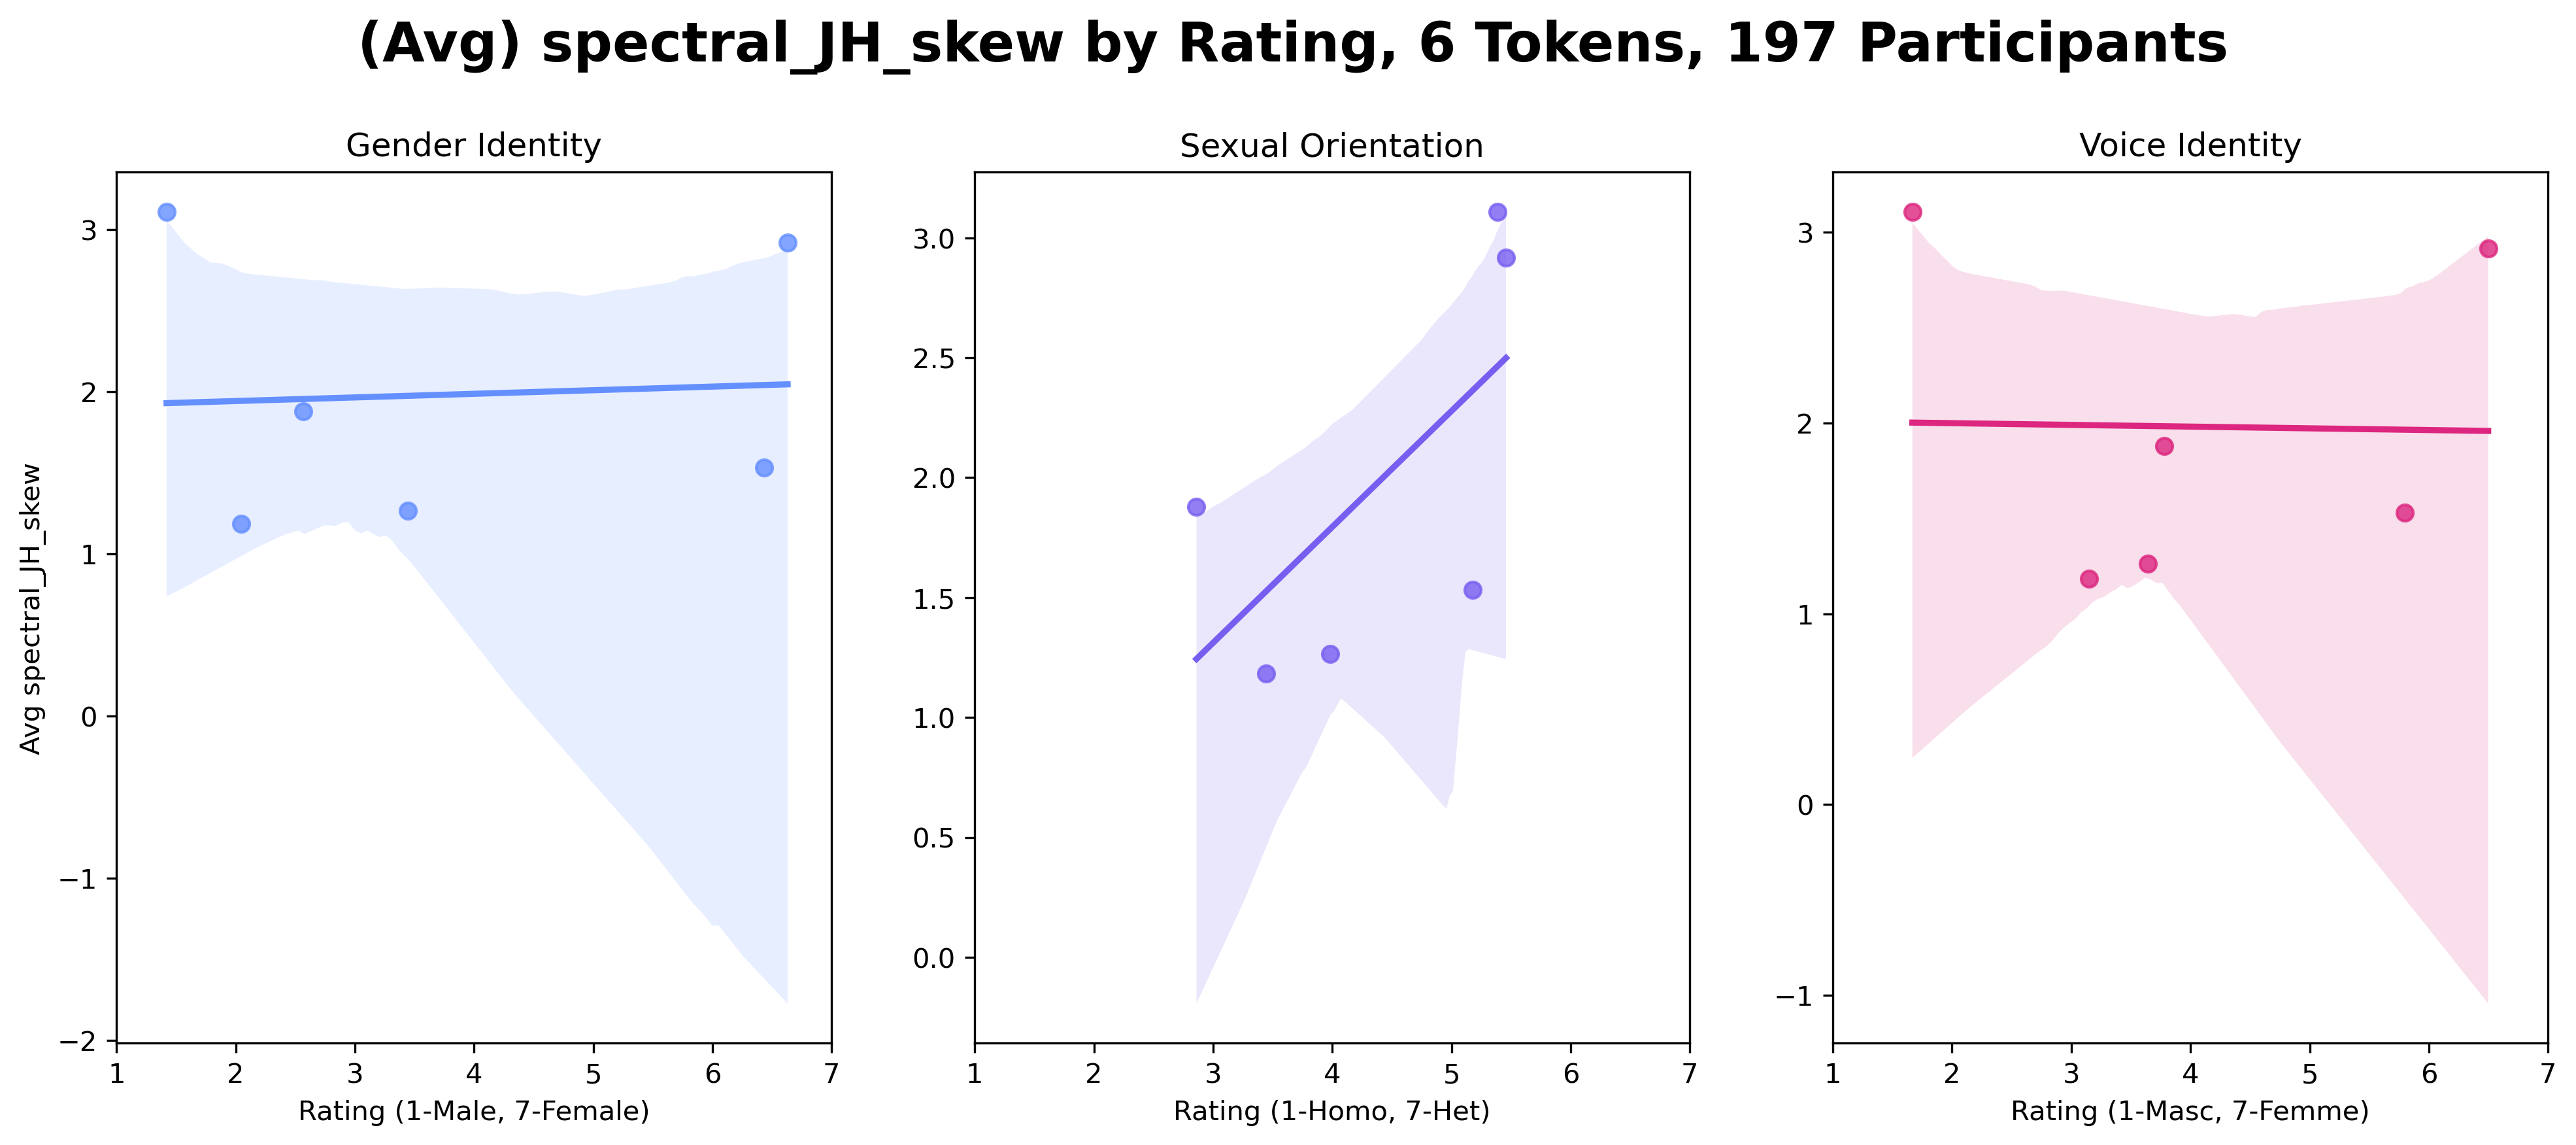 (Avg) spectral_JH_skew by Rating, 6 Tokens, 197 Participants
Gender Identity
Avg spectral_JH_skew
3
2
1
0
−1
−2
1 2 3 4 5 6 7
Rating (1-Male, 7-Female)
Sexual Orientation
3.0
2.5
2.0
1.5
1.0
0.5
0.0
1 2 3 4 5 6 7
Rating (1-Homo, 7-Het)
Voice Identity
3
2
1
0
−1
1 2 3 4 5 6 7
Rating (1-Masc, 7-Femme)